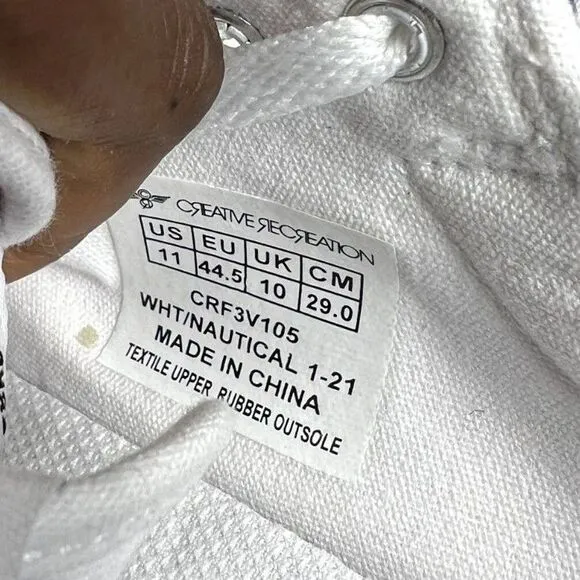 CREATIVE RECREATION
US EU UK CM
11 44.5 10 29.0
CRF3V105
WHT/NAUTICAL 1-21
MADE IN CHINA
TEXTILE UPPER RUBBER OUTSOLE